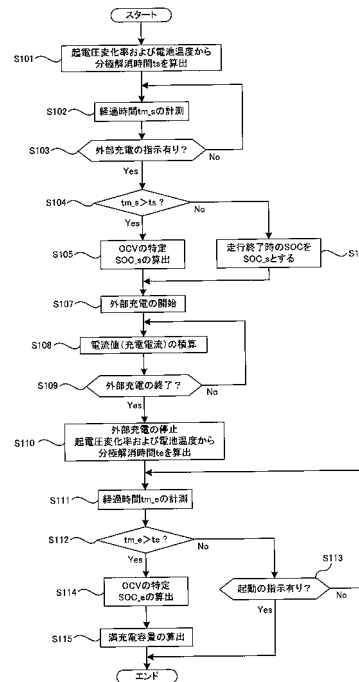 スタート
S101
起電圧変化率および電池温度から
分極解消時間tsを算出
S102
経過時間tm_sの計測
S103
外部充電の指示有り?
No
Yes
S104
tm_s>ts?
No
Yes
S105
OCVの特定
SOC_sの算出
走行終了時のSOCを
SOC_sとする
S107
外部充電の開始
S108
電流値(充電電流)の積算
S109
外部充電の終了?
No
Yes
S110
外部充電の停止
起電圧変化率および電池温度から
分極解消時間teを算出
S111
経過時間tm_eの計測
S112
tm_e>te?
No
Yes
S113
起動の指示有り?
No
Yes
S114
OCVの特定
SOC_eの算出
S115
満充電容量の算出
エンド